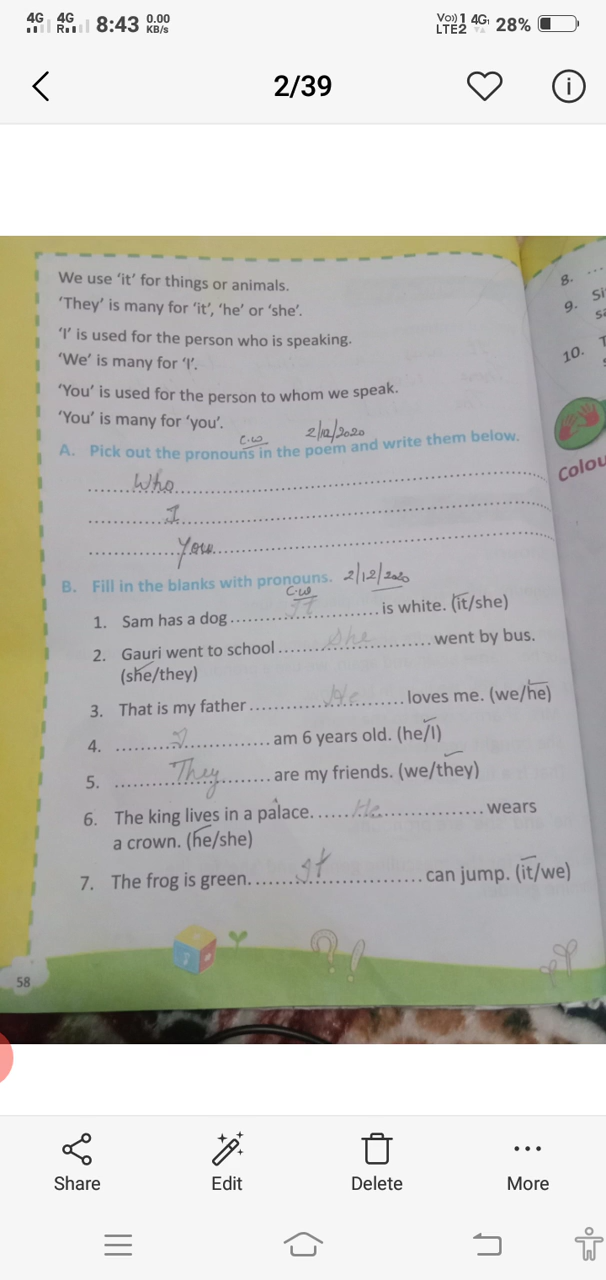 4G 4G R 8:43 0.00 KB/s Vo)) 1 4G LTE2 28%
2/39
We use 'it' for things or animals.
'They' is many for 'it', 'he' or 'she'.
'I' is used for the person who is speaking.
'We' is many for 'I'.
'You' is used for the person to whom we speak.
'You' is many for 'you'.
C.W 2/12/2020
A. Pick out the pronouns in the poem and write them below.
Who
I
You
B. Fill in the blanks with pronouns. 2/12/2020
C.W
1. Sam has a dog It is white. (it/she)
2. Gauri went to school She went by bus.
(she/they)
3. That is my father He loves me. (we/he)
4. I am 6 years old. (he/I)
5. They are my friends. (we/they)
6. The king lives in a palace. He wears
a crown. (he/she)
7. The frog is green. It can jump. (it/we)
58
8.
9. Si
10. T
Colou
Share Edit Delete More